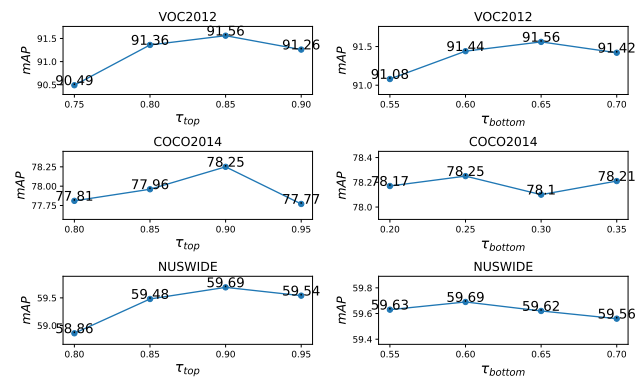 VOC2012
mAP
91.5
91.0
90.5
90.49
91.36
91.56
91.26
0.75 0.80 0.85 0.90
τtop
VOC2012
mAP
91.5
91.0
91.08
91.44
91.56
91.42
0.55 0.60 0.65 0.70
τbottom
COCO2014
mAP
78.25
78.00
77.75
77.81
77.96
78.25
77.77
0.80 0.85 0.90 0.95
τtop
COCO2014
mAP
78.4
78.2
78.0
78.17
78.25
78.1
78.21
0.20 0.25 0.30 0.35
τbottom
NUSWIDE
mAP
59.5
59.0
58.86
59.48
59.69
59.54
0.80 0.85 0.90 0.95
τtop
NUSWIDE
mAP
59.8
59.6
59.4
59.63
59.69
59.62
59.56
0.55 0.60 0.65 0.70
τbottom